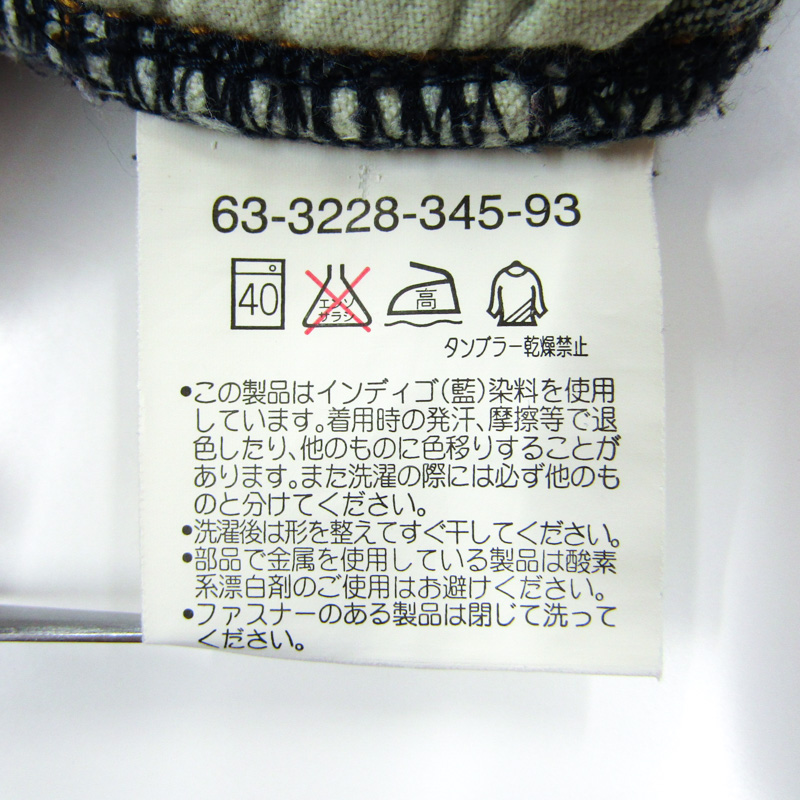 63-3228-345-93
40
エンソ
サラシ
高
タンブラー乾燥禁止
•この製品はインディゴ(藍)染料を使用
しています。着用時の発汗、摩擦等で退
色したり、他のものに色移りすることが
あります。また洗濯の際には必ず他のも
のと分けてください。
•洗濯後は形を整えてすぐ干してください。
•部品で金属を使用している製品は酸素
系漂白剤のご使用はお避けください。
•ファスナーのある製品は閉じて洗って
ください。